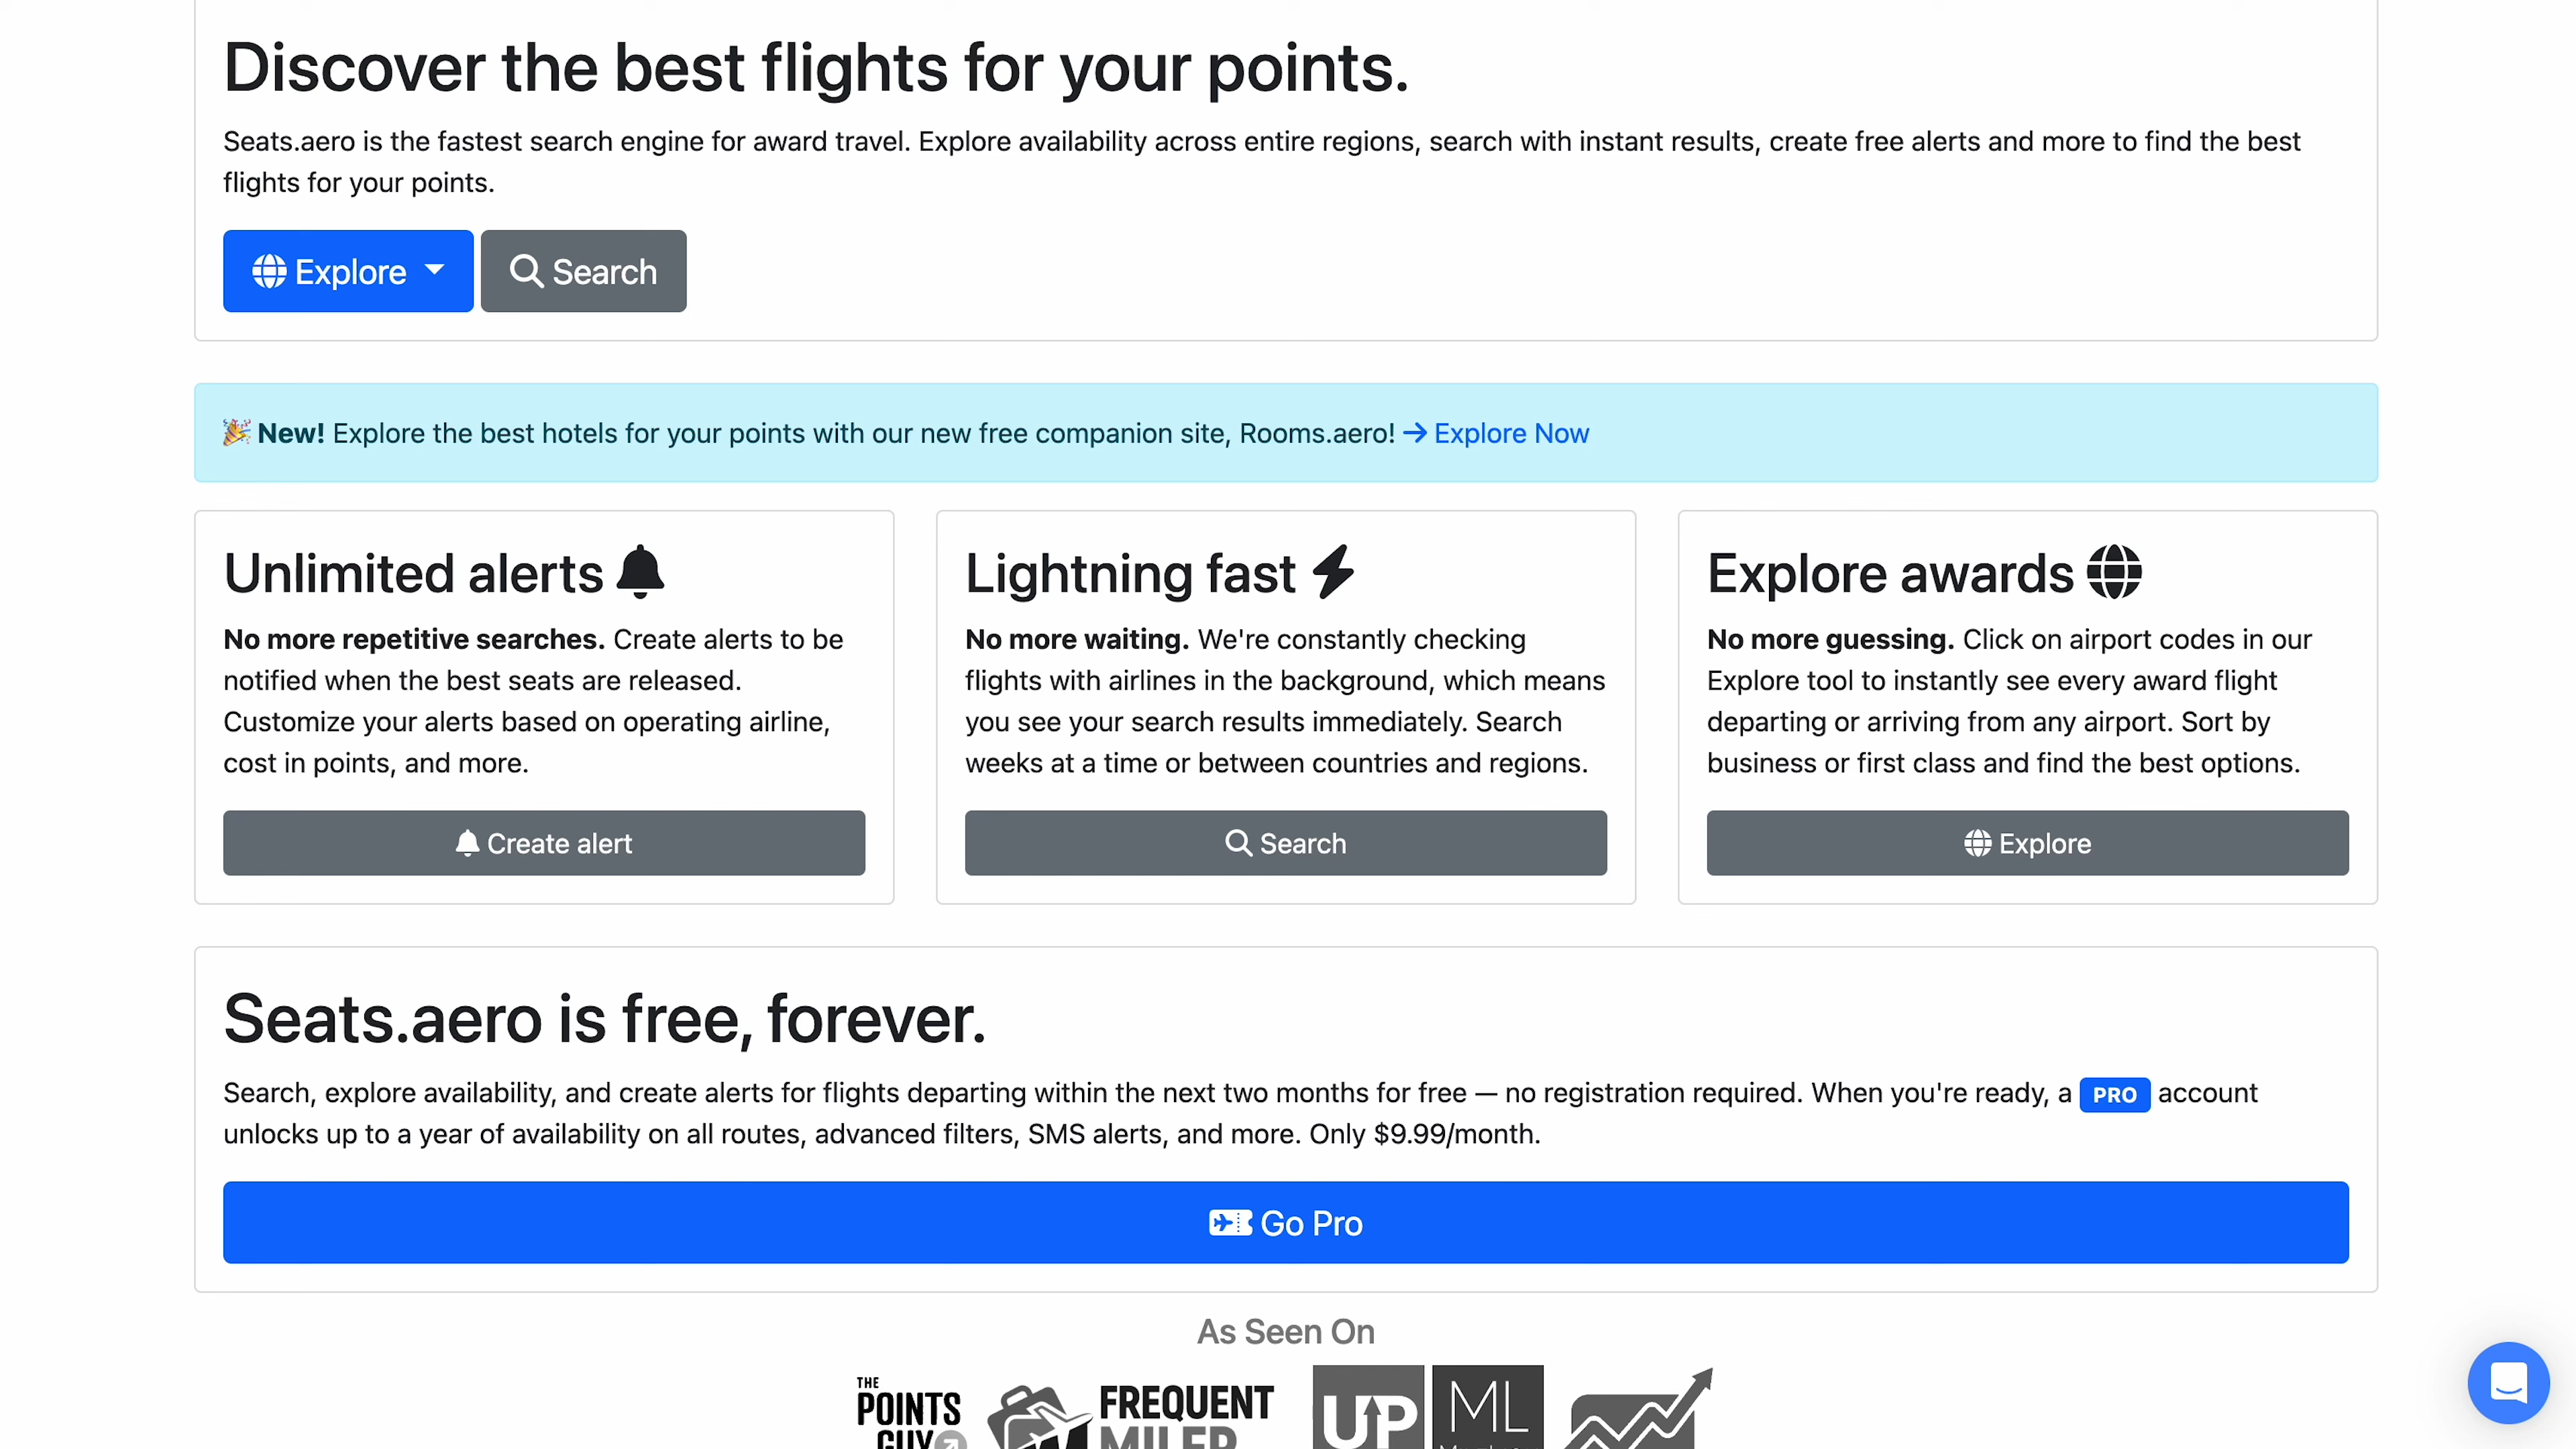 Discover the best flights for your points.
Seats.aero is the fastest search engine for award travel. Explore availability across entire regions, search with instant results, create free alerts and more to find the best
flights for your points.
Explore
Search
New! Explore the best hotels for your points with our new free companion site, Rooms.aero! → Explore Now
Unlimited alerts
No more repetitive searches. Create alerts to be
notified when the best seats are released.
Customize your alerts based on operating airline,
cost in points, and more.
Create alert
Lightning fast
No more waiting. We're constantly checking
flights with airlines in the background, which means
you see your search results immediately. Search
weeks at a time or between countries and regions.
Search
Explore awards
No more guessing. Click on airport codes in our
Explore tool to instantly see every award flight
departing or arriving from any airport. Sort by
business or first class and find the best options.
Explore
Seats.aero is free, forever.
Search, explore availability, and create alerts for flights departing within the next two months for free — no registration required. When you're ready, a PRO account
unlocks up to a year of availability on all routes, advanced filters, SMS alerts, and more. Only $9.99/month.
Go Pro
As Seen On
THE
POINTS
GUY
FREQUENT
MILER
UP
ML